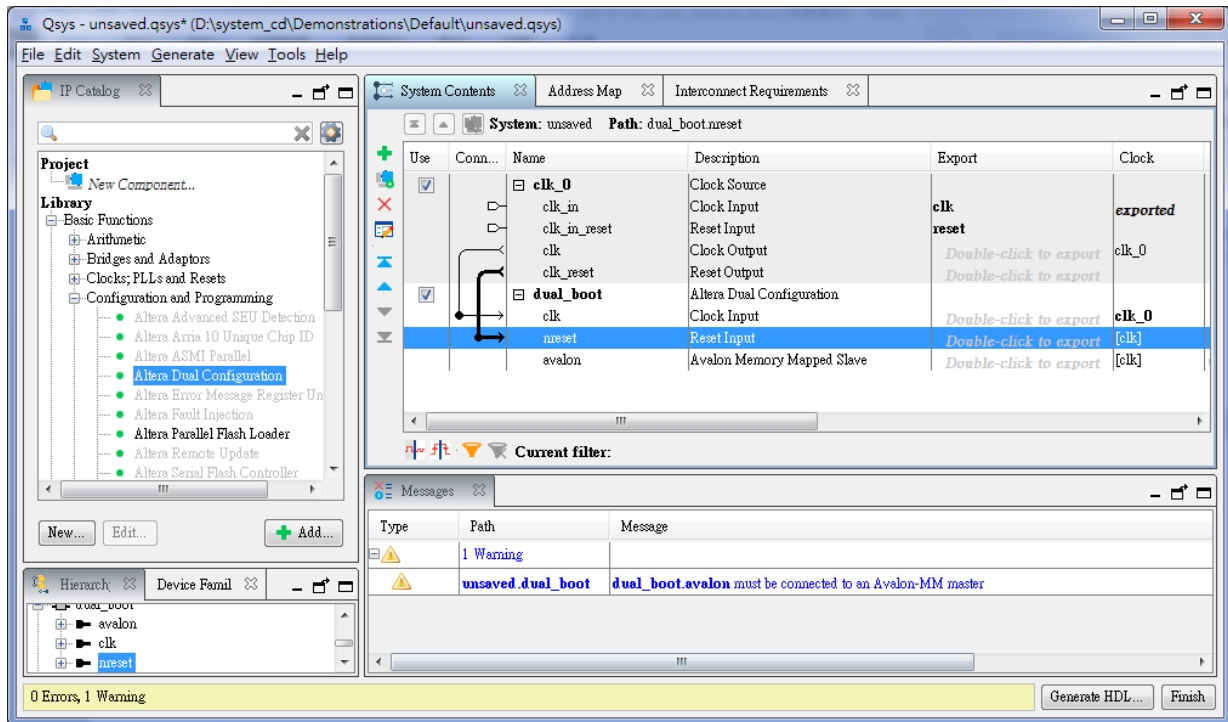 Qsys - unsaved.qsys* (D:\system_cd\Demonstrations\Default\unsaved.qsys)
File Edit System Generate View Tools Help
IP Catalog
Project
New Component...
Library
Basic Functions
Arithmetic
Bridges and Adaptors
Clocks; PLLs and Resets
Configuration and Programming
Altera Advanced SEU Detection
Altera Arria 10 Unique Chip ID
Altera ASMI Parallel
Altera Dual Configuration
Altera Error Message Register Un
Altera Fault Injection
Altera Parallel Flash Loader
Altera Remote Update
Altera Serial Flash Controller
New... Edit... Add...
Hierarch Device Famil
dual_boot
avalon
clk
nreset
System Contents Address Map Interconnect Requirements
System: unsaved Path: dual_boot.nreset
Use Conn... Name Description Export Clock
clk_0 Clock Source
clk_in Clock Input clk exported
clk_in_reset Reset Input reset
clk Clock Output Double-click to export clk_0
clk_reset Reset Output Double-click to export
dual_boot Altera Dual Configuration
clk Clock Input Double-click to export clk_0
nreset Reset Input Double-click to export [clk]
avalon Avalon Memory Mapped Slave Double-click to export [clk]
Current filter:
Messages
Type Path Message
1 Warning
unsaved.dual_boot dual_boot.avalon must be connected to an Avalon-MM master
0 Errors, 1 Warning
Generate HDL... Finish